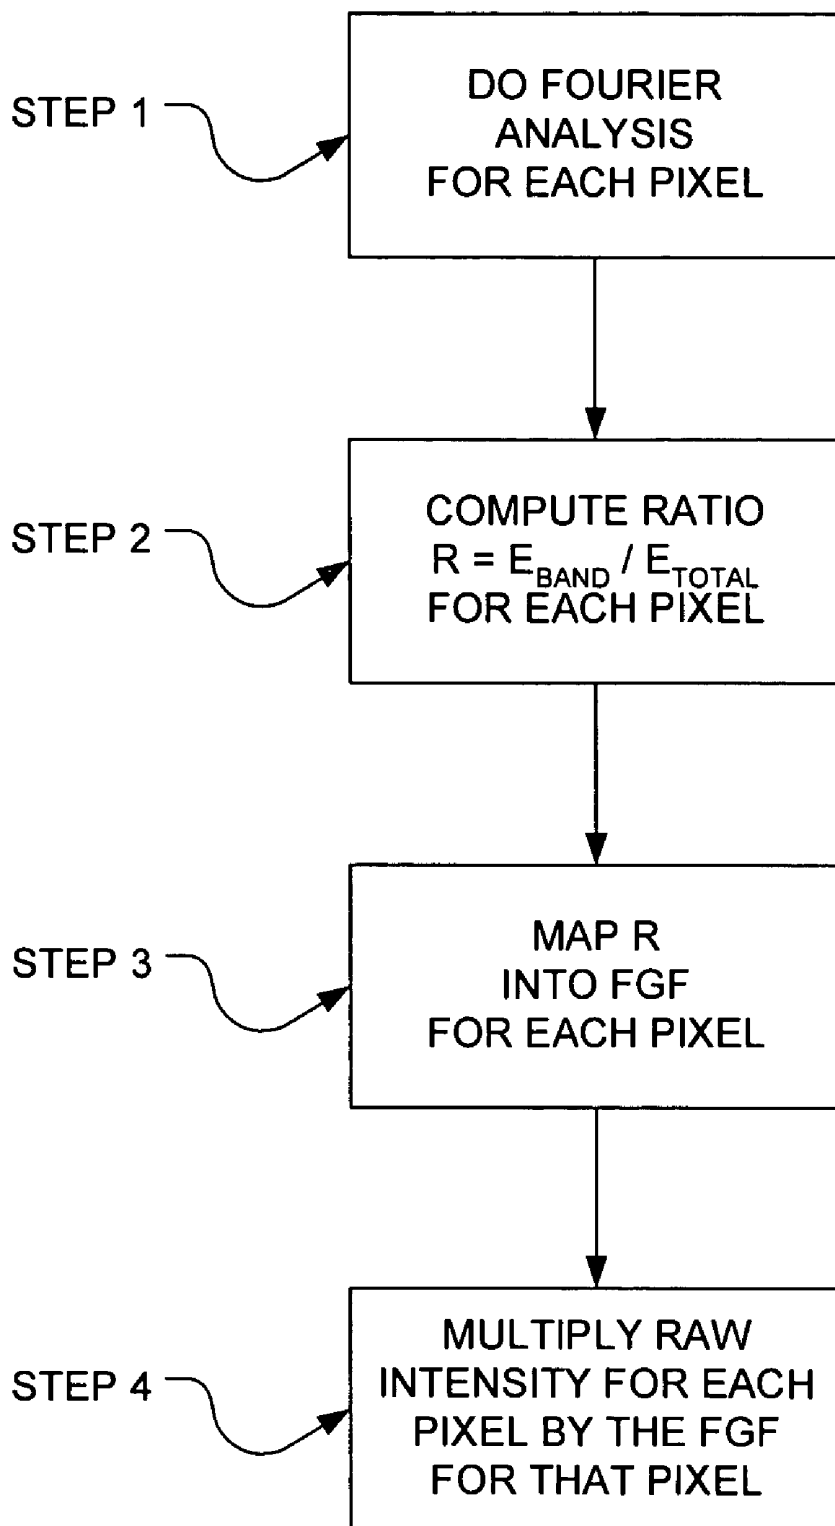 STEP 1
DO FOURIER
ANALYSIS
FOR EACH PIXEL
STEP 2
COMPUTE RATIO
R = E_BAND / E_TOTAL
FOR EACH PIXEL
STEP 3
MAP R
INTO FGF
FOR EACH PIXEL
STEP 4
MULTIPLY RAW
INTENSITY FOR EACH
PIXEL BY THE FGF
FOR THAT PIXEL